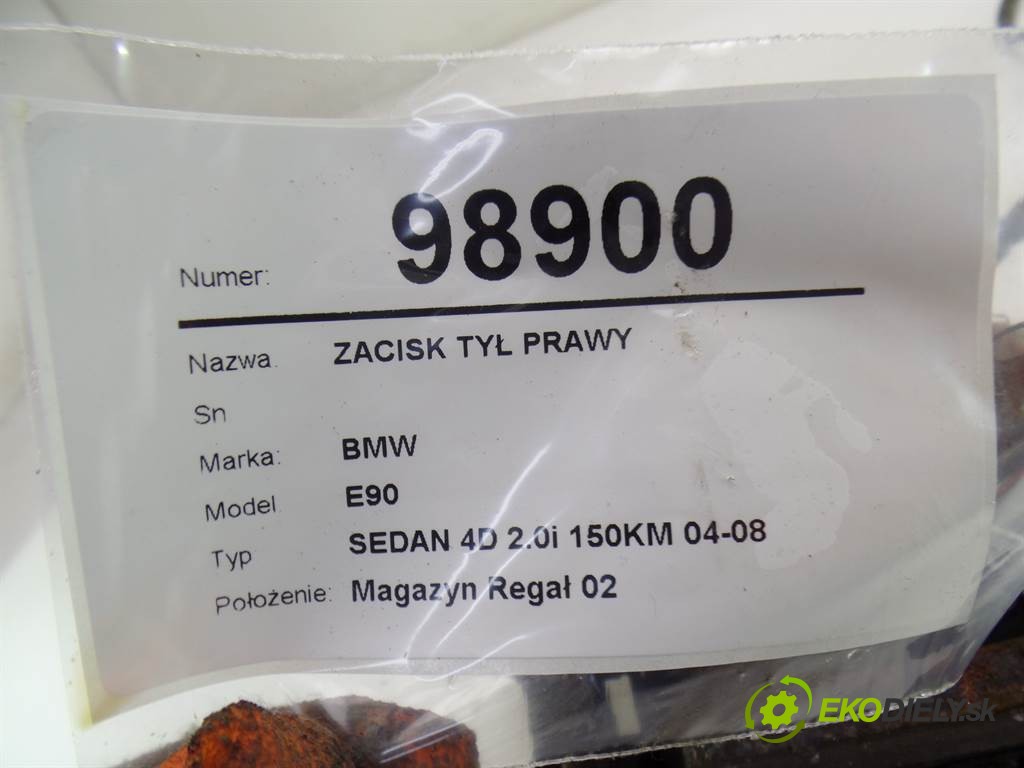 Numer: 98900
Nazwa. ZACISK TYŁ PRAWY
Sn
Marka: BMW
Model E90
Typ SEDAN 4D 2.0i 150KM 04-08
Położenie: Magazyn Regał 02
EKODIELY.sk